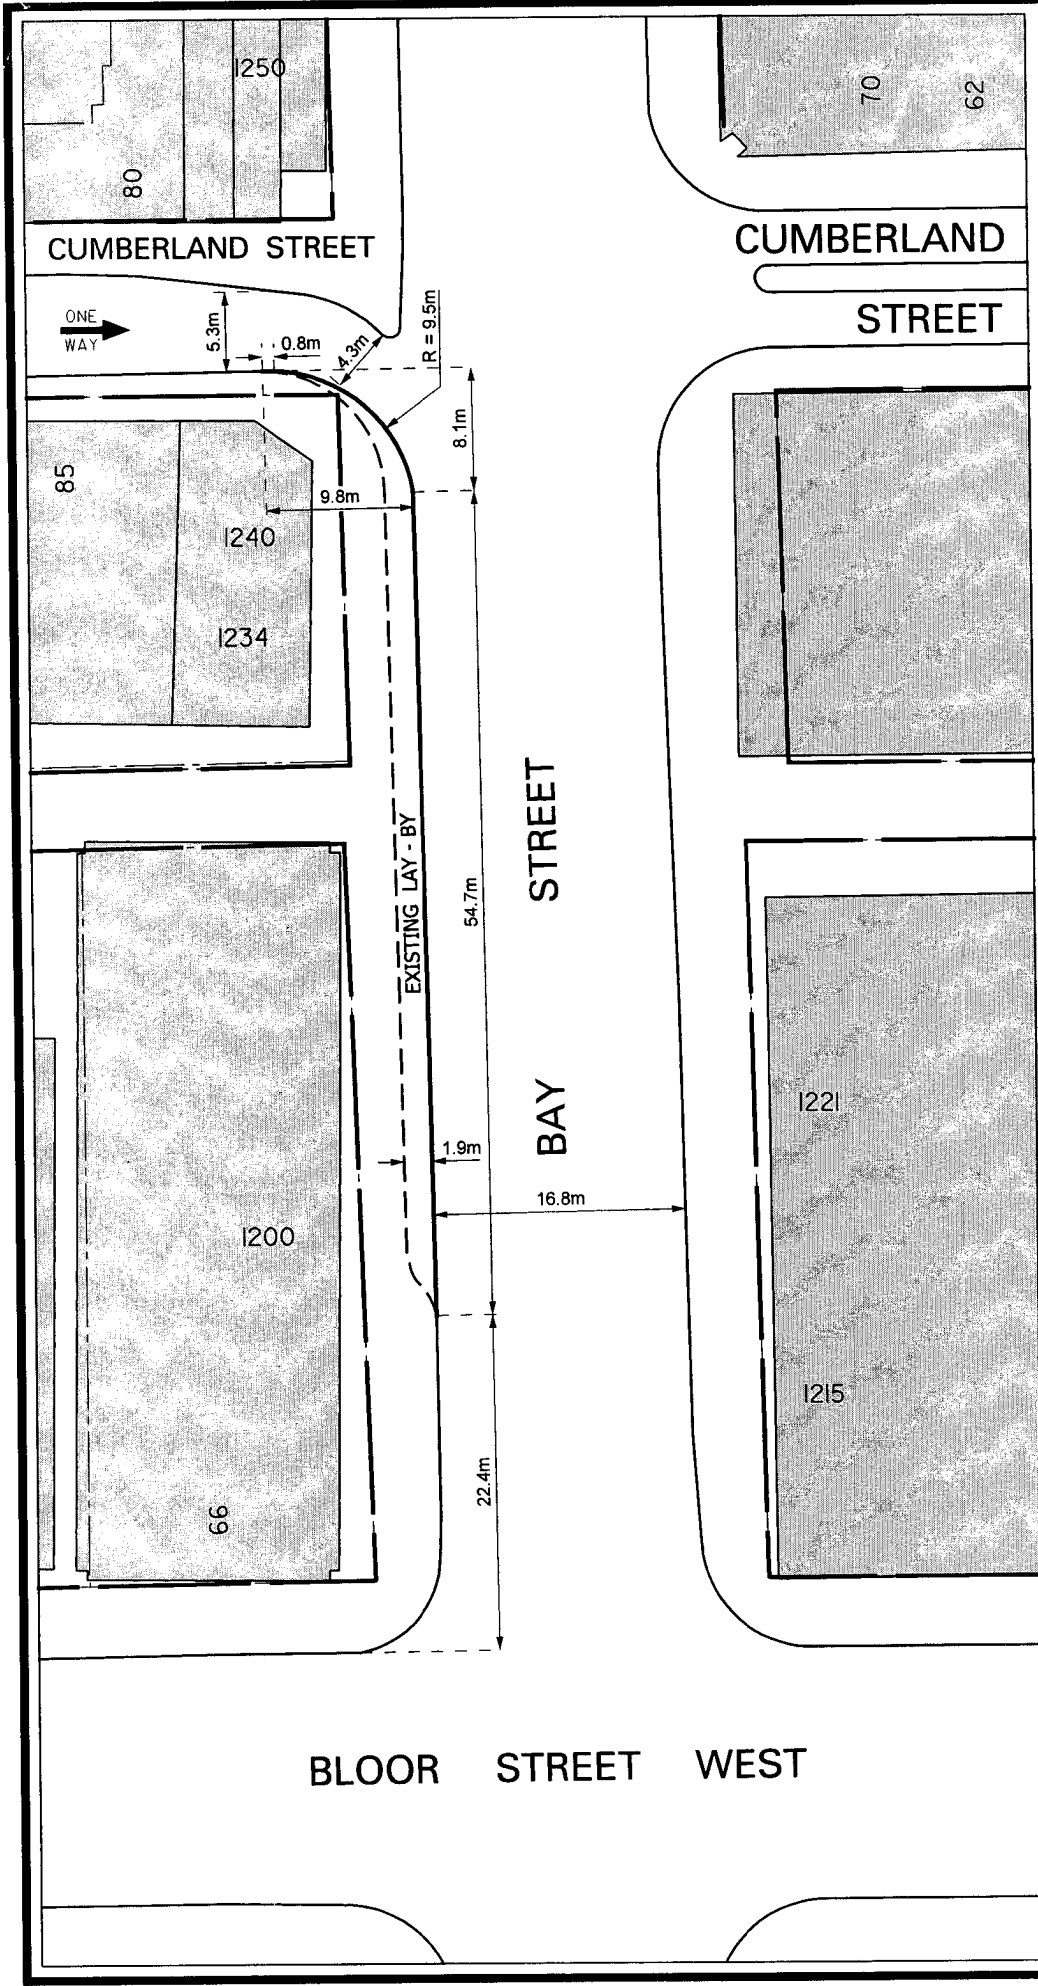 1250
70
62
80
CUMBERLAND STREET
CUMBERLAND
STREET
ONE
WAY
5.3m
0.8m
4.3m
R = 9.5m
8.1m
85
9.8m
1240
1234
STREET
EXISTING LAY - BY
54.7m
BAY
1221
1.9m
16.8m
1200
1215
22.4m
66
BLOOR STREET WEST